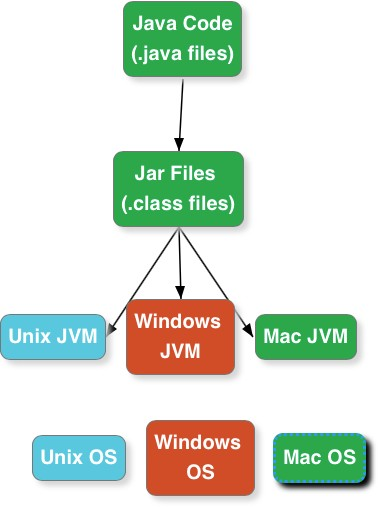 Java Code
(.java files)
Jar Files
(.class files)
Unix JVM
Windows
JVM
Mac JVM
Unix OS
Windows
OS
Mac OS